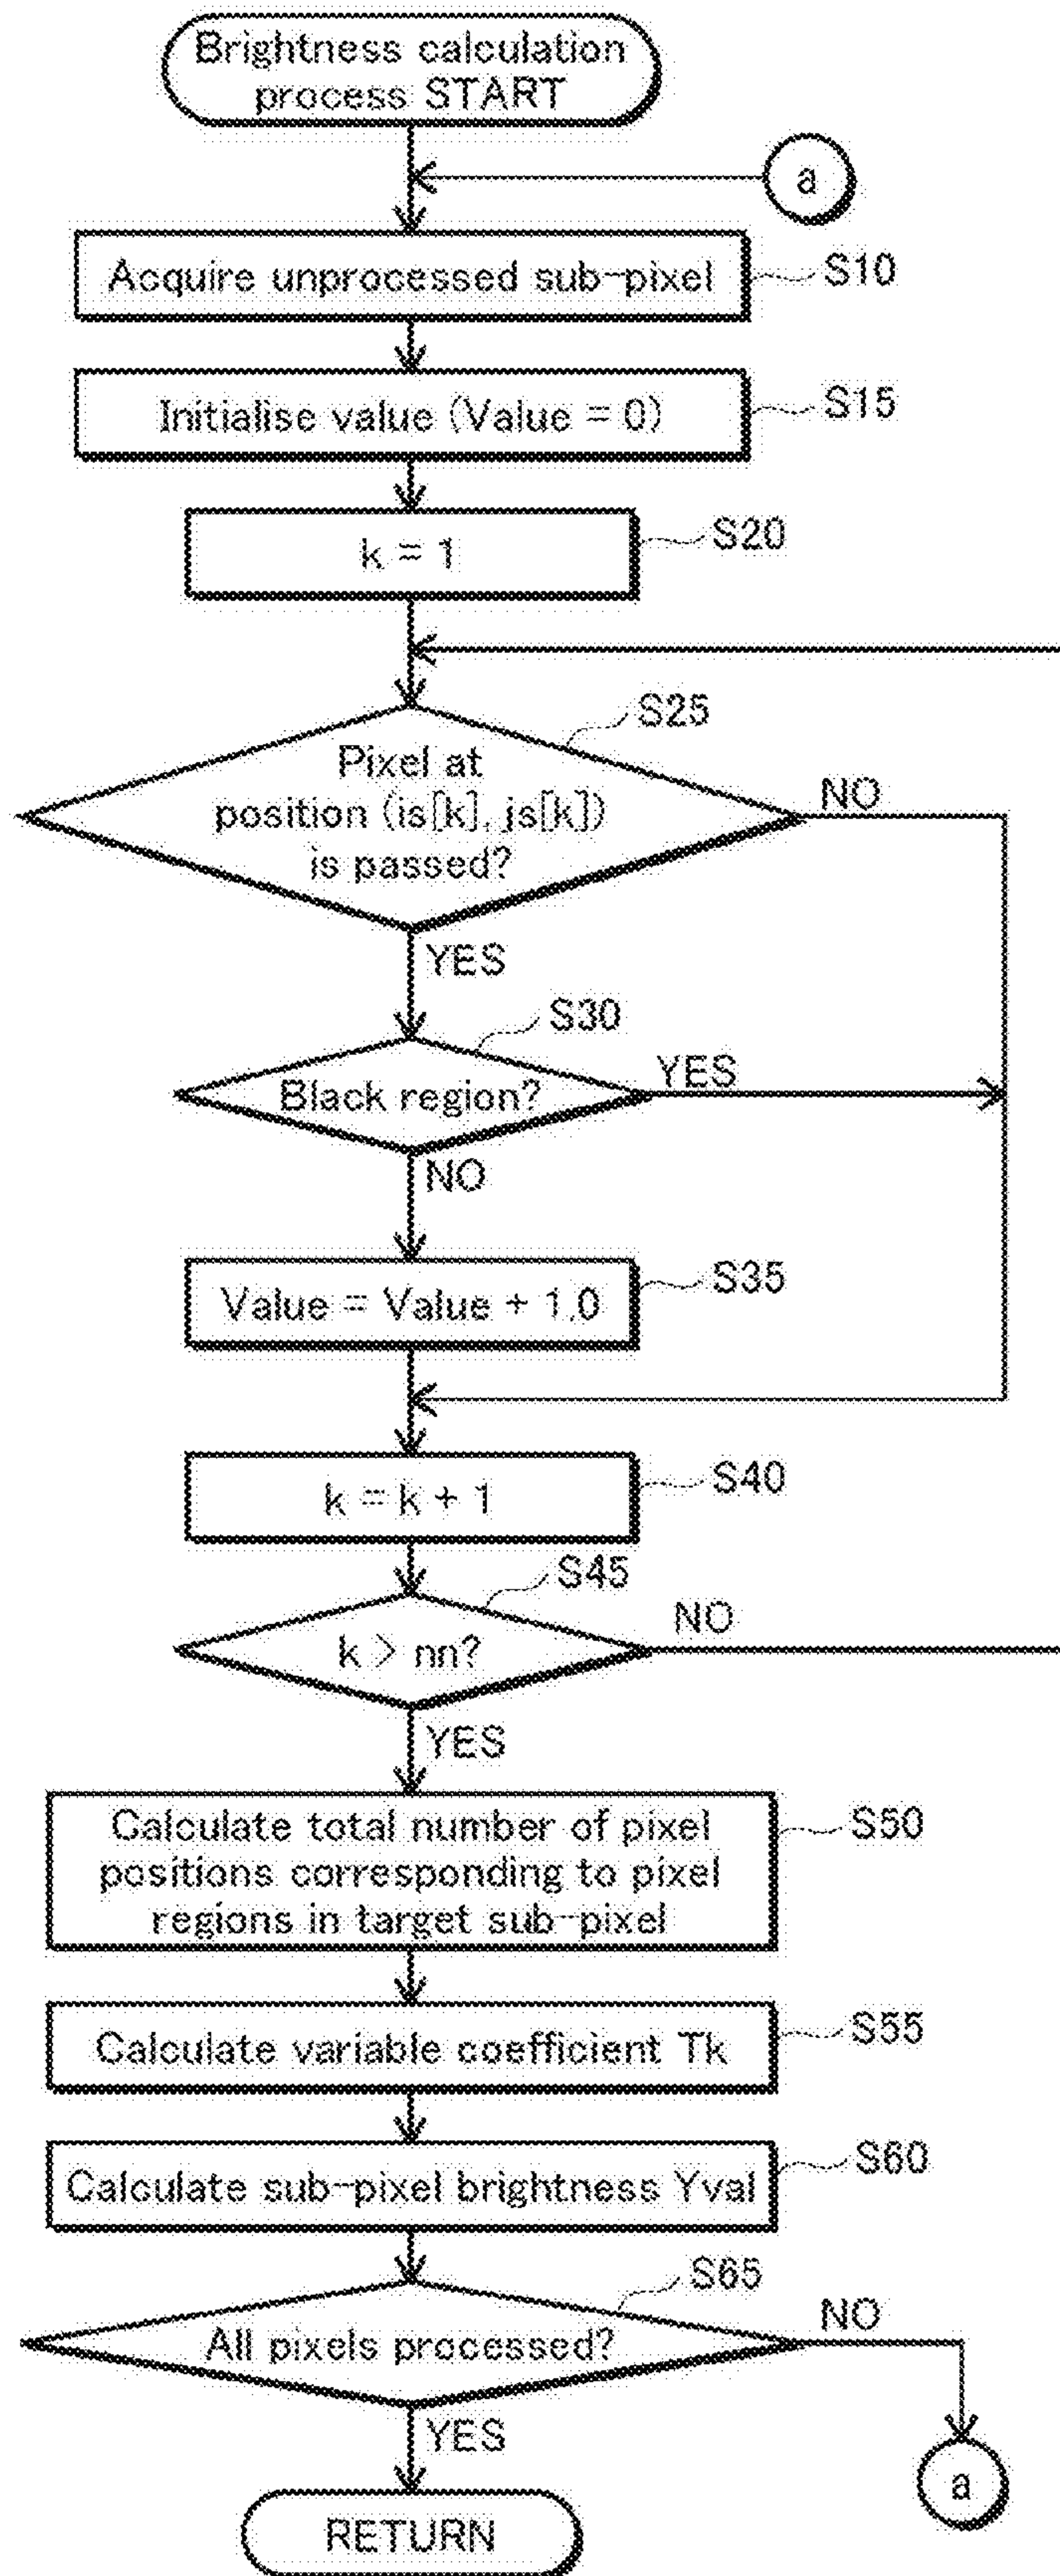 Brightness calculation
process START
a
Acquire unprocessed sub-pixel
S10
Initialise value (Value = 0)
S15
k = 1
S20
S25
Pixel at
position (is[k], js[k])
is passed?
NO
YES
S30
Black region?
YES
NO
Value = Value + 1.0
S35
k = k + 1
S40
S45
k > nn?
NO
YES
Calculate total number of pixel
positions corresponding to pixel
regions in target sub-pixel
S50
Calculate variable coefficient Tk
S55
Calculate sub-pixel brightness Yval
S60
S65
All pixels processed?
NO
YES
a
RETURN